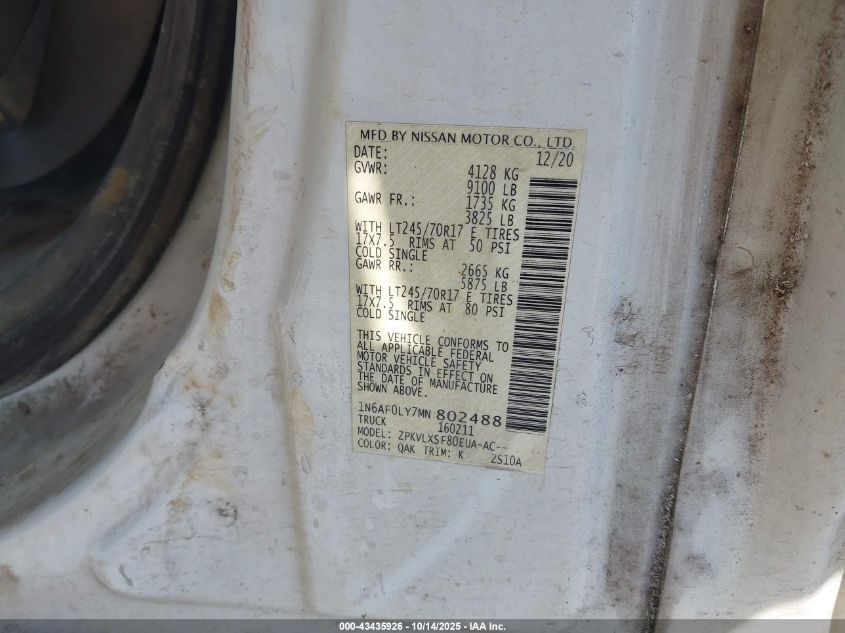 MFD BY NISSAN MOTOR CO., LTD.
DATE: 12/20
GVWR: 4128 KG
9100 LB
GAWR FR.: 1735 KG
3825 LB
WITH LT245/70R17 E TIRES
17X7.5 RIMS AT 50 PSI
COLD SINGLE
GAWR RR.: 2665 KG
5875 LB
WITH LT245/70R17 E TIRES
17X7.5 RIMS AT 80 PSI
COLD SINGLE
THIS VEHICLE CONFORMS TO
ALL APPLICABLE FEDERAL
MOTOR VEHICLE SAFETY
STANDARDS IN EFFECT ON
THE DATE OF MANUFACTURE
SHOWN ABOVE.
1N6AF0LY7MN 802488
TRUCK 160211
MODEL: ZPKVLXSF80EUA-AC--
COLOR: QAK TRIM: K 2S10A
000-43435926 - 10/14/2025 - IAA Inc.